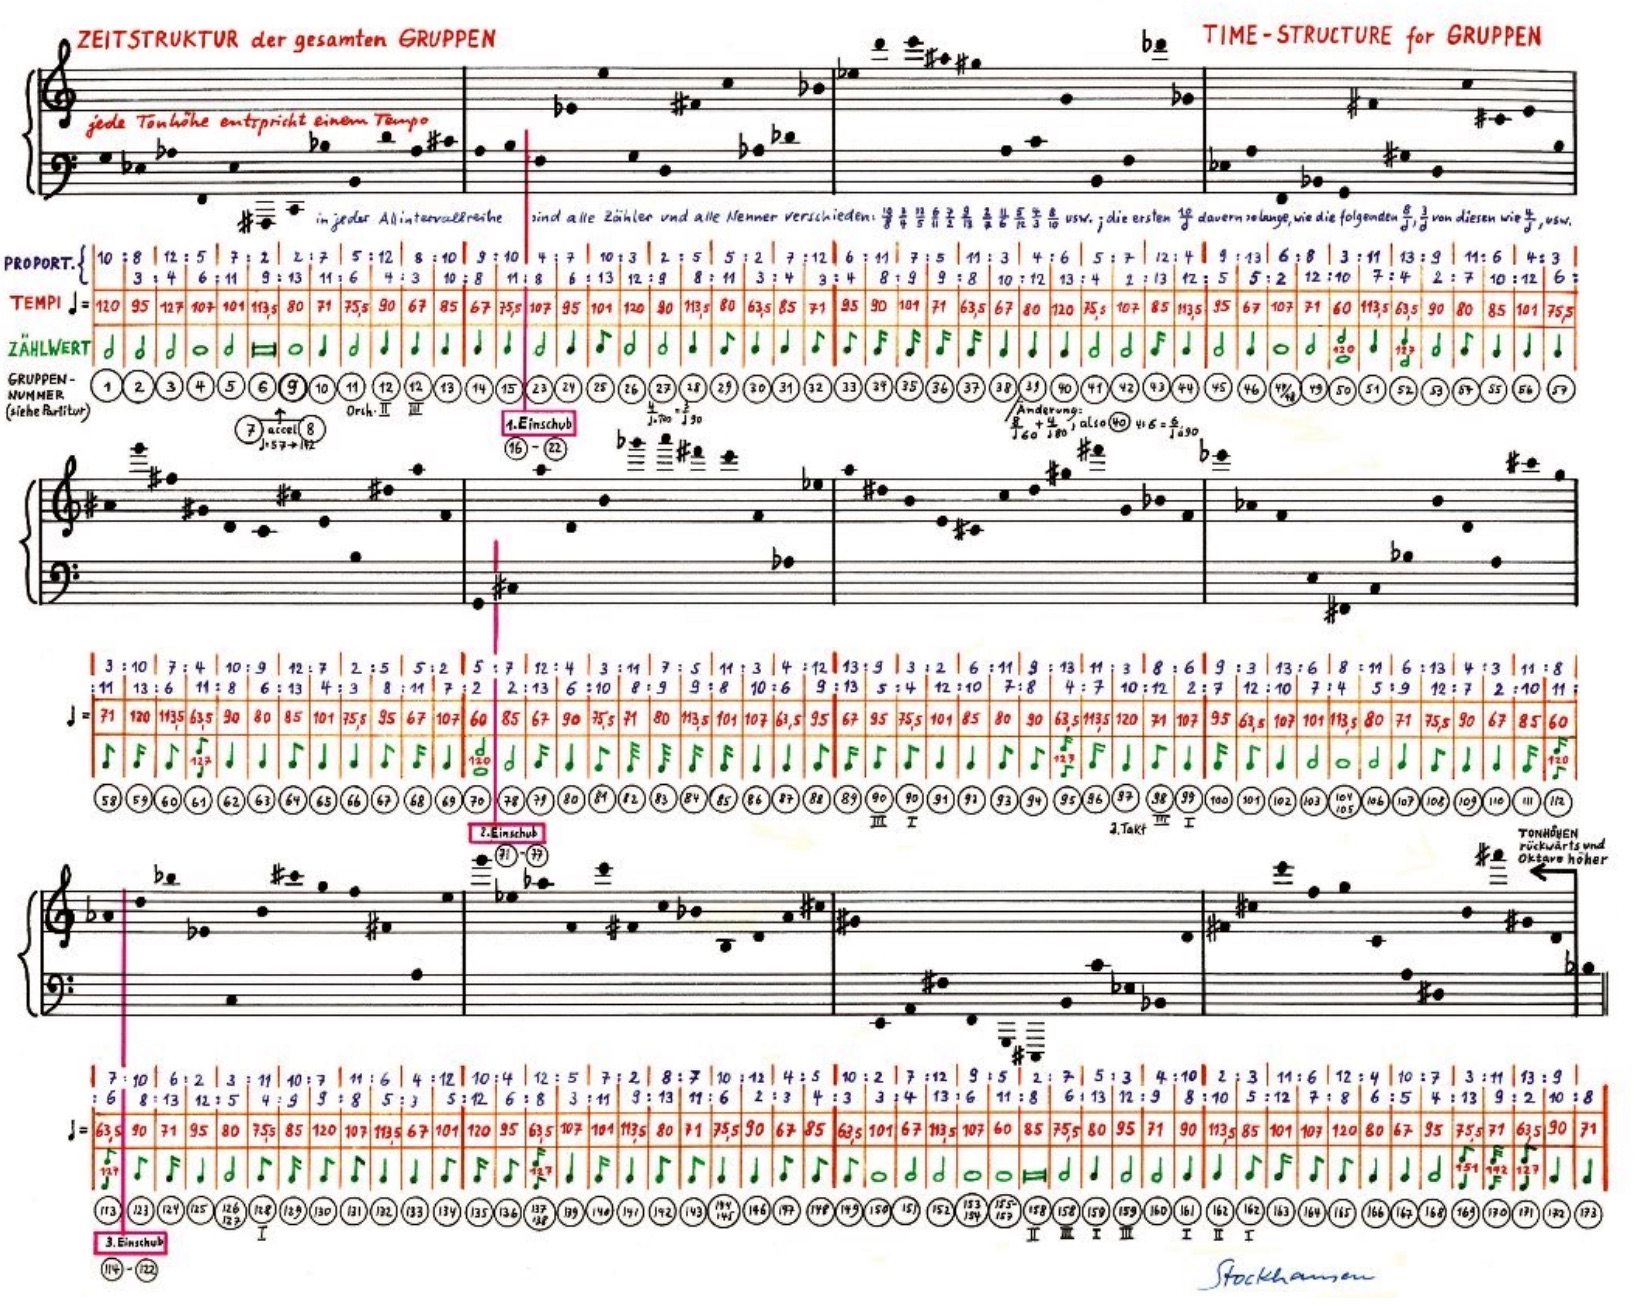 ZEITSTRUKTUR der gesamten GRUPPEN
TIME-STRUCTURE for GRUPPEN
jede Tonhöhe entspricht einem Tempo
in jeder Allintervallreihe sind alle Zähler und alle Nenner verschieden: usw.; die ersten dauern so lange, wie die folgenden von diesen wie usw.
PROPORT. 10:8 12:5 7:2 2:7 5:12 8:10 9:10 4:7 10:3 2:5 5:2 7:12 6:11 7:5 11:3 4:6 5:7 12:4 9:13 6:8 3:11 13:9 11:6 4:3
3:4 6:11 9:13 11:6 4:3 10:8 11:8 6:13 12:9 8:11 3:4 3:4 8:9 9:8 10:12 13:4 2:13 12:5 5:2 12:10 7:4 2:7 10:12 6:
TEMPI ♩= 120 95 127 107 101 113,5 80 71 75,5 90 67 85 67 75,5 107 95 101 120 90 113,5 80 63,5 85 71 95 90 101 71 63,5 67 80 120 75,5 107 85 113,5 95 67 107 71 60 113,5 63,5 90 80 85 101 75,5
ZÄHLWERT 120 127
GRUPPEN-
NUMMER 1 2 3 4 5 6 9 10 11 12 12 13 14 15 23 24 25 26 27 28 29 30 31 32 33 34 35 36 37 38 39 40 41 42 43 44 45 46 47/48 49 50 51 52 53 54 55 56 57
(siehe Partitur)
Orch. II III
7 accel 8
♩=57→142
1. Einschub
16 - 22
Änderung:
also 40 4:6 =
3:10 7:4 10:9 12:7 2:5 5:2 5:7 12:4 3:11 7:5 11:3 4:12 13:9 3:2 6:11 9:13 11:3 8:6 9:3 13:6 8:11 6:13 4:3 11:8
:11 13:6 11:8 6:13 4:3 8:11 7:2 2:13 6:10 8:9 9:8 10:6 9:13 5:4 12:10 7:8 4:7 10:12 2:7 12:10 7:4 5:9 12:7 2:10 11:
♩= 71 120 113,5 63,5 90 80 85 101 75,5 95 67 107 60 85 67 90 75,5 71 80 113,5 101 107 63,5 95 67 95 75,5 101 85 80 90 63,5 113,5 120 71 107 95 63,5 107 101 113,5 80 71 75,5 90 67 85 60
127 120 127 120
58 59 60 61 62 63 64 65 66 67 68 69 70 78 79 80 81 82 83 84 85 86 87 88 89 90 90 91 92 93 94 95 96 97 98 99 100 101 102 103 104/105 106 107 108 109 110 111 112
III I 2.Takt III I
2. Einschub
71 - 77
TONHÖHEN
rückwärts und
Oktave höher
7:10 6:2 3:11 10:7 11:6 4:12 10:4 12:5 7:2 8:7 10:12 4:5 10:2 7:12 9:5 2:7 5:3 4:10 2:3 11:6 12:4 10:7 3:11 13:9
:6 8:13 12:5 4:9 9:8 5:3 5:12 6:8 3:11 9:13 11:6 2:3 4:3 3:4 13:6 11:8 6:13 12:9 8:10 5:12 7:8 6:5 4:13 9:2 10:8
♩= 63,5 90 71 95 80 75,5 85 120 107 113,5 67 101 120 95 63,5 107 101 113,5 80 71 75,5 90 67 85 63,5 101 67 113,5 107 60 85 75,5 80 95 71 90 113,5 85 101 107 120 80 67 95 75,5 71 63,5 90 71
127 127 151 142 127
113 123 124 125 126/127 128 129 130 131 132 133 134 135 136 137/138 139 140 141 142 143 144/145 146 147 148 149 150 151 152 153/154 155-157 158 158 159 159 160 161 162 162 163 164 165 166 167 168 169 170 171 172 173
I II III I III I II I
3. Einschub
114 - 122
Stockhausen